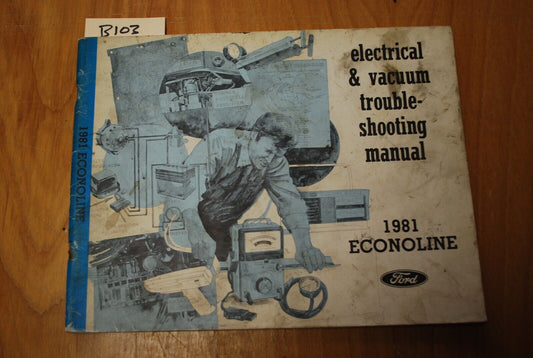 B103
electrical
& vacuum
trouble-
shooting
manual
1981
ECONOLINE
Ford
1981 ECONOLINE